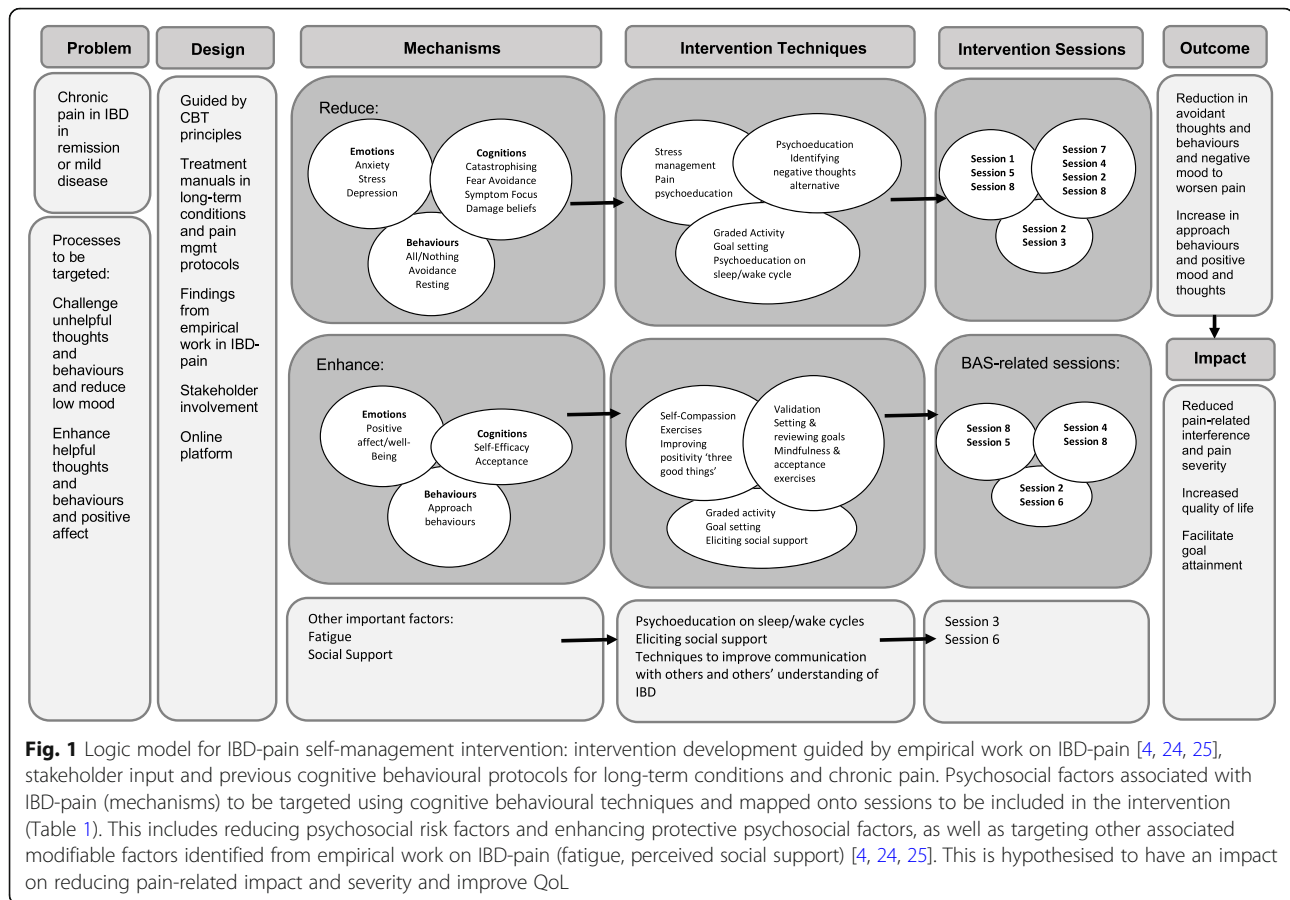 Problem
Design
Mechanisms
Intervention Techniques
Intervention Sessions
Outcome
Chronic
pain in IBD
in
remission
or mild
disease
Processes
to be
targeted:
Challenge
unhelpful
thoughts
and
behaviours
and reduce
low mood
Enhance
helpful
thoughts
and
behaviours
and positive
affect
Guided by
CBT
principles
Treatment
manuals in
long-term
conditions
and pain
mgmt
protocols
Findings
from
empirical
work in IBD-
pain
Stakeholder
involvement
Online
platform
Reduce:
Emotions
Anxiety
Stress
Depression
Cognitions
Catastrophising
Fear Avoidance
Symptom Focus
Damage beliefs
Behaviours
All/Nothing
Avoidance
Resting
Stress
management
Pain
psychoeducation
Psychoeducation
Identifying
negative thoughts
alternative
Graded Activity
Goal setting
Psychoeducation on
sleep/wake cycle
Session 1
Session 5
Session 8
Session 7
Session 4
Session 2
Session 8
Session 2
Session 3
Reduction in
avoidant
thoughts and
behaviours
and negative
mood to
worsen pain
Increase in
approach
behaviours
and positive
mood and
thoughts
Enhance:
Emotions
Positive
affect/well-
Being
Cognitions
Self-Efficacy
Acceptance
Behaviours
Approach
behaviours
Self-Compassion
Exercises
Improving
positivity ‘three
good things’
Validation
Setting &
reviewing goals
Mindfulness &
acceptance
exercises
Graded activity
Goal setting
Eliciting social support
BAS-related sessions:
Session 8
Session 5
Session 4
Session 8
Session 2
Session 6
Impact
Reduced
pain-related
interference
and pain
severity
Increased
quality of life
Facilitate
goal
attainment
Other important factors:
Fatigue
Social Support
Psychoeducation on sleep/wake cycles
Eliciting social support
Techniques to improve communication
with others and others’ understanding of
IBD
Session 3
Session 6
Fig. 1 Logic model for IBD-pain self-management intervention: intervention development guided by empirical work on IBD-pain [4, 24, 25],
stakeholder input and previous cognitive behavioural protocols for long-term conditions and chronic pain. Psychosocial factors associated with
IBD-pain (mechanisms) to be targeted using cognitive behavioural techniques and mapped onto sessions to be included in the intervention
(Table 1). This includes reducing psychosocial risk factors and enhancing protective psychosocial factors, as well as targeting other associated
modifiable factors identified from empirical work on IBD-pain (fatigue, perceived social support) [4, 24, 25]. This is hypothesised to have an impact
on reducing pain-related impact and severity and improve QoL